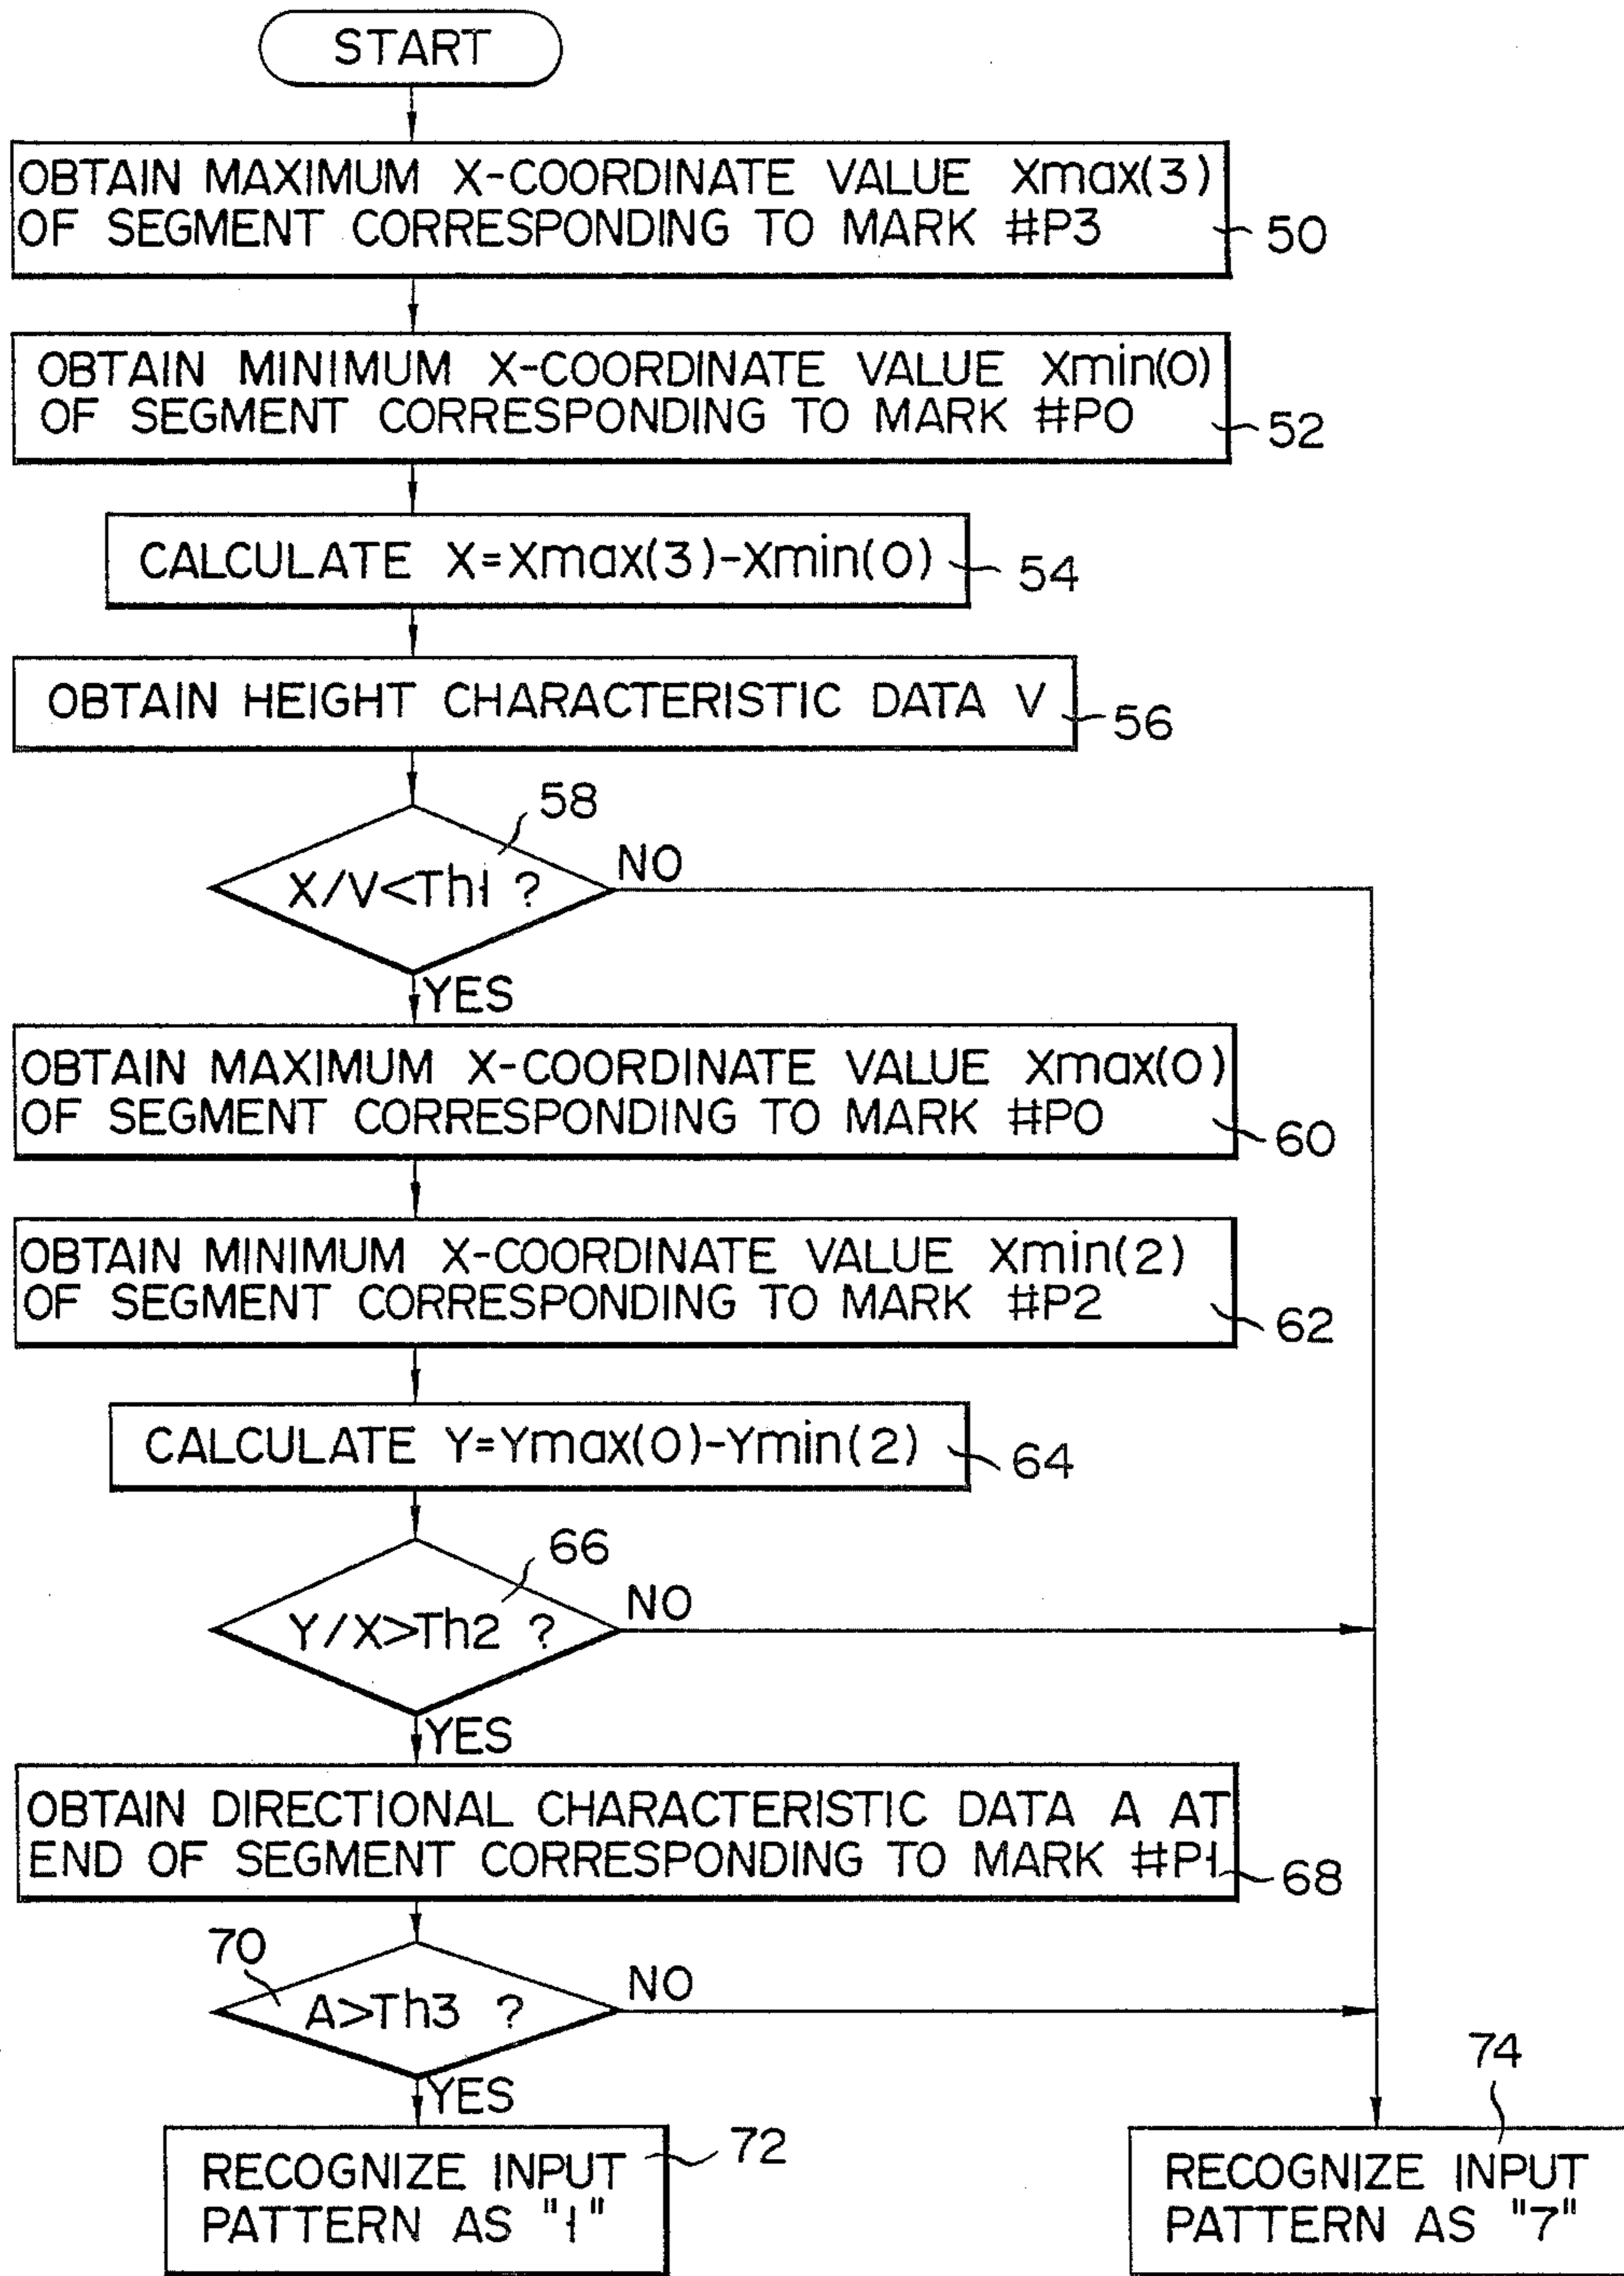 START
OBTAIN MAXIMUM X-COORDINATE VALUE Xmax(3)
OF SEGMENT CORRESPONDING TO MARK #P3
50
OBTAIN MINIMUM X-COORDINATE VALUE Xmin(0)
OF SEGMENT CORRESPONDING TO MARK #P0
52
CALCULATE X=Xmax(3)-Xmin(0)
54
OBTAIN HEIGHT CHARACTERISTIC DATA V
56
58
X/V<Th1 ?
NO
YES
OBTAIN MAXIMUM X-COORDINATE VALUE Xmax(0)
OF SEGMENT CORRESPONDING TO MARK #P0
60
OBTAIN MINIMUM X-COORDINATE VALUE Xmin(2)
OF SEGMENT CORRESPONDING TO MARK #P2
62
CALCULATE Y=Ymax(0)-Ymin(2)
64
66
Y/X>Th2 ?
NO
YES
OBTAIN DIRECTIONAL CHARACTERISTIC DATA A AT
END OF SEGMENT CORRESPONDING TO MARK #P1
68
70
A>Th3 ?
NO
YES
RECOGNIZE INPUT
PATTERN AS "1"
72
74
RECOGNIZE INPUT
PATTERN AS "7"